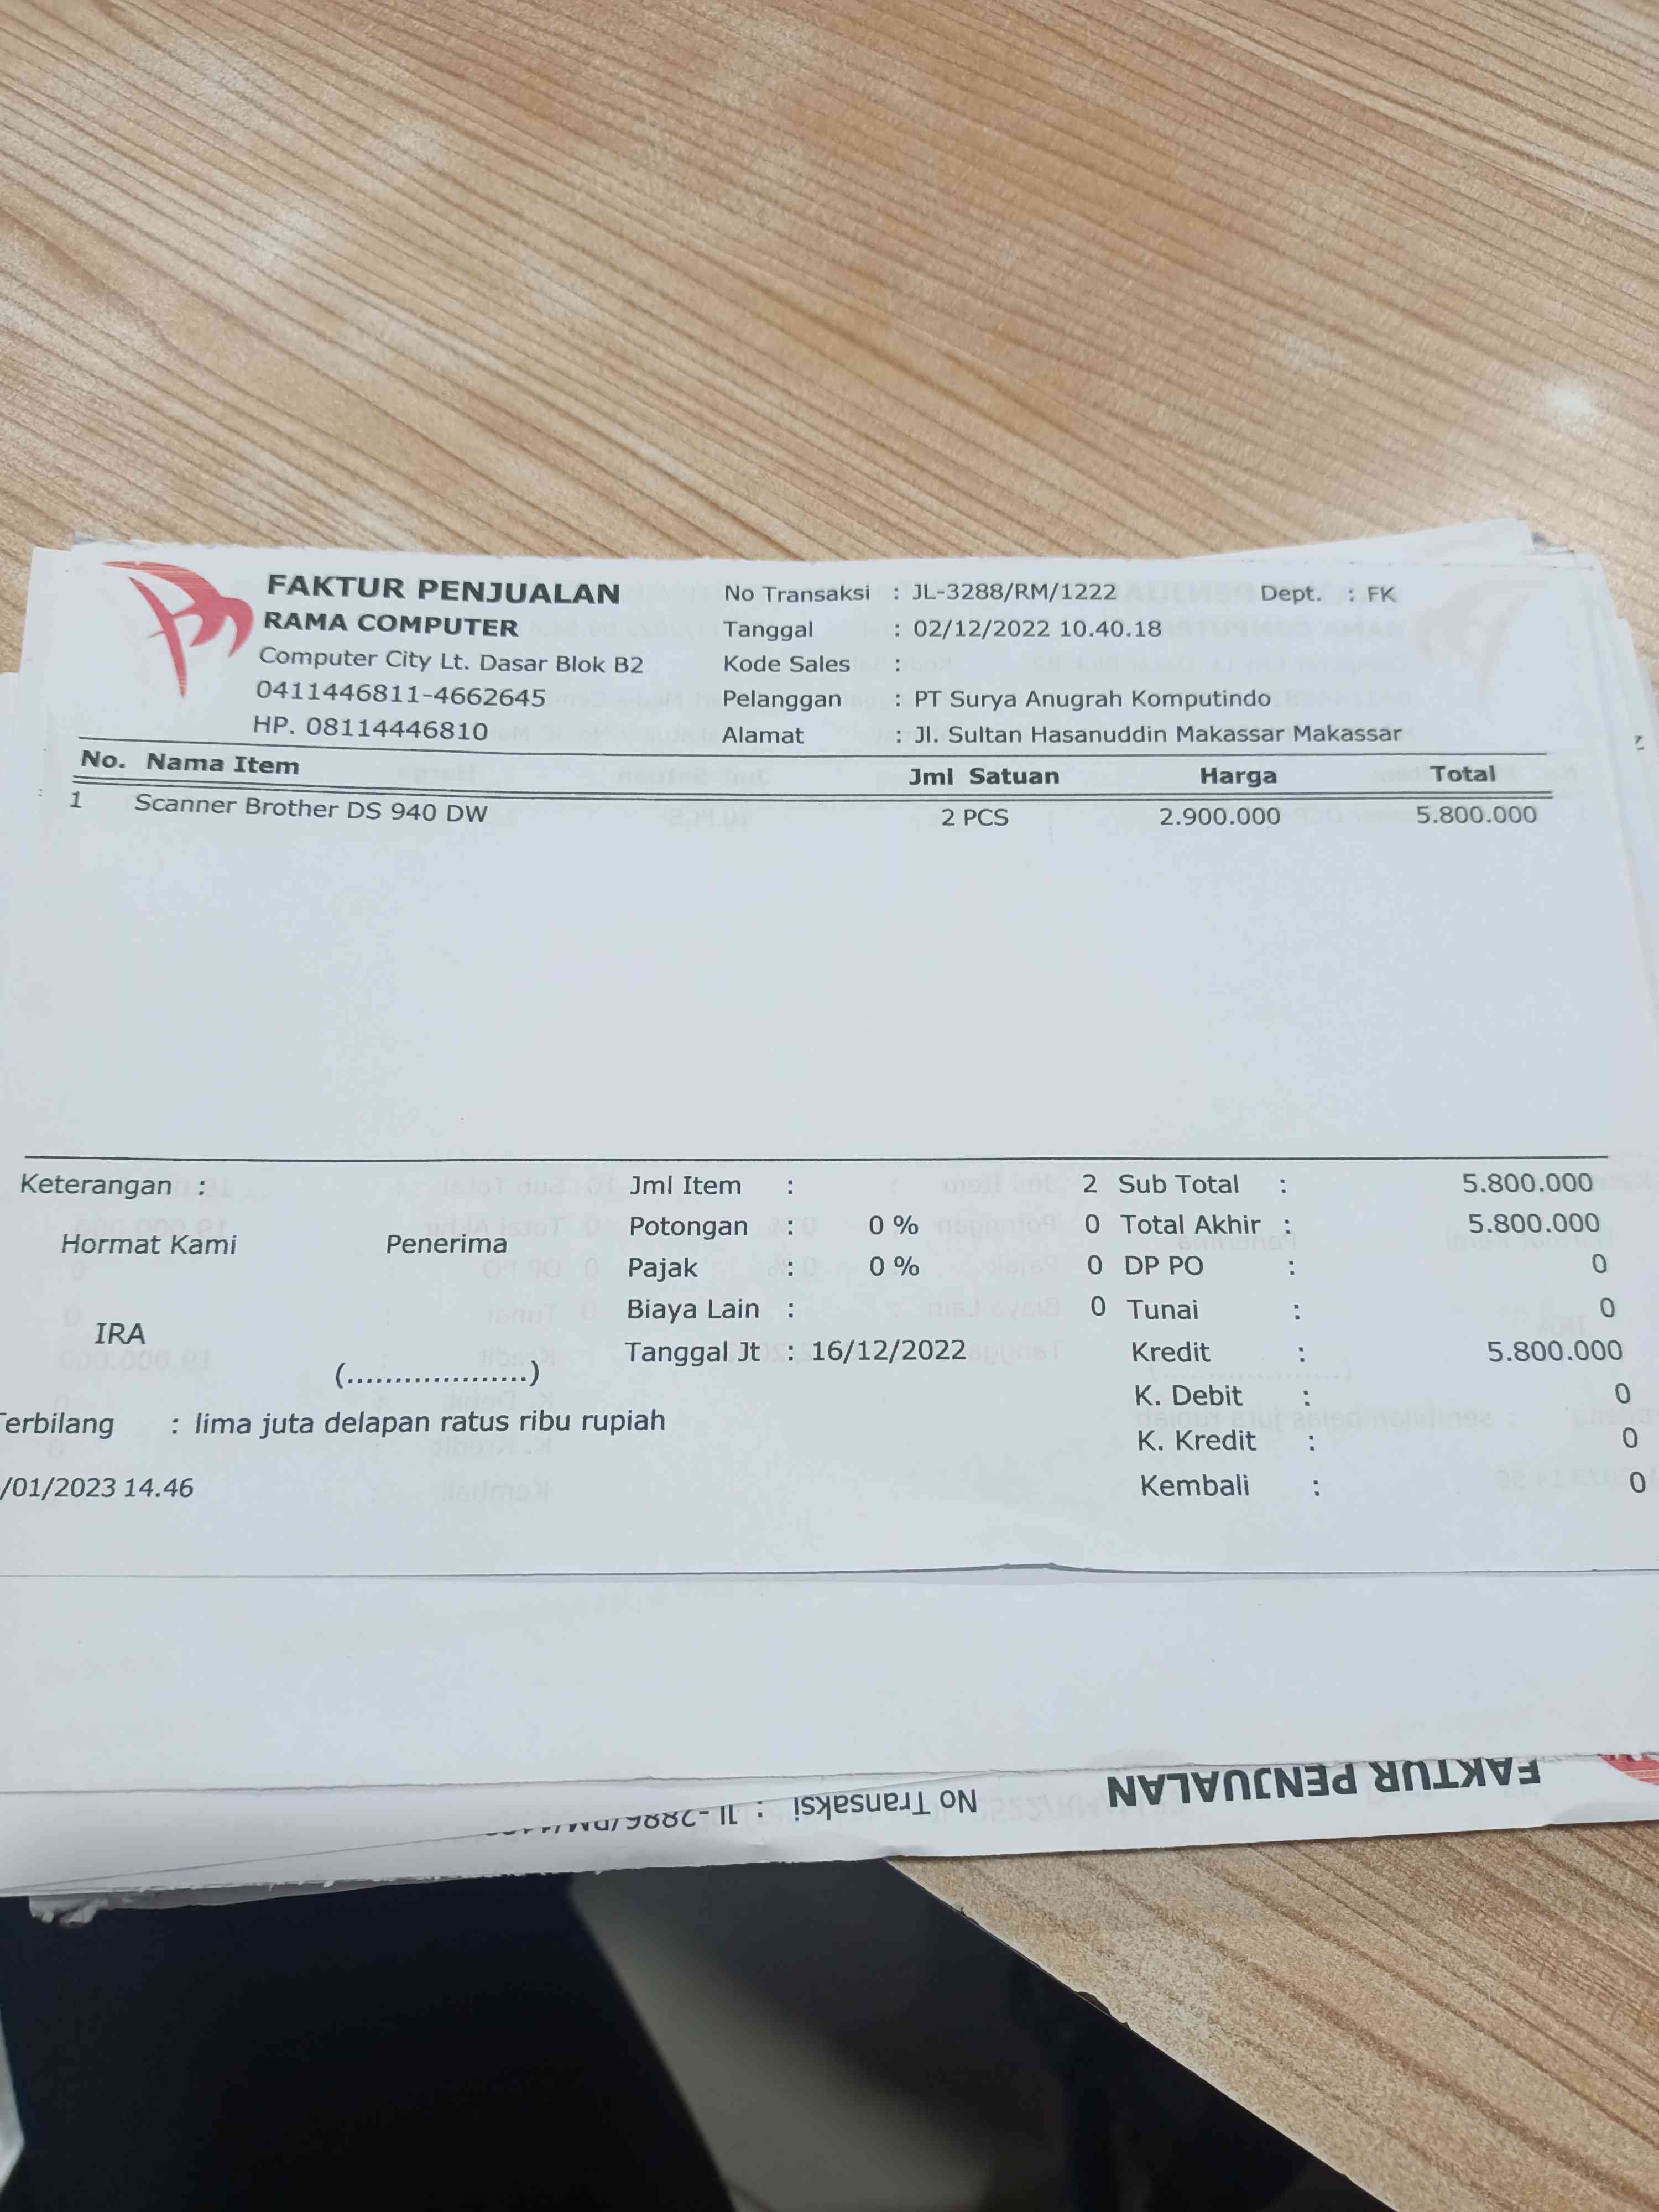 FAKTUR PENJUALAN
RAMA COMPUTER
Computer City Lt. Dasar Blok B2
0411446811-4662645
HP. 08114446810
No Transaksi : JL-3288/RM/1222 Dept. : FK
Tanggal : 02/12/2022 10.40.18
Kode Sales :
Pelanggan : PT Surya Anugrah Komputindo
Alamat : Jl. Sultan Hasanuddin Makassar Makassar
No. Nama Item Jml Satuan Harga Total
1 Scanner Brother DS 940 DW 2 PCS 2.900.000 5.800.000
Keterangan :
Hormat Kami Penerima
IRA
(...................)
Jml Item : 2
Potongan : 0 % 0
Pajak : 0 % 0
Biaya Lain : 0
Tanggal Jt : 16/12/2022
Sub Total : 5.800.000
Total Akhir : 5.800.000
DP PO : 0
Tunai : 0
Kredit : 5.800.000
K. Debit : 0
K. Kredit : 0
Kembali : 0
erbilang : lima juta delapan ratus ribu rupiah
/01/2023 14.46
FAKTUR PENJUALAN
No Transaksi : JL-2886/RM/